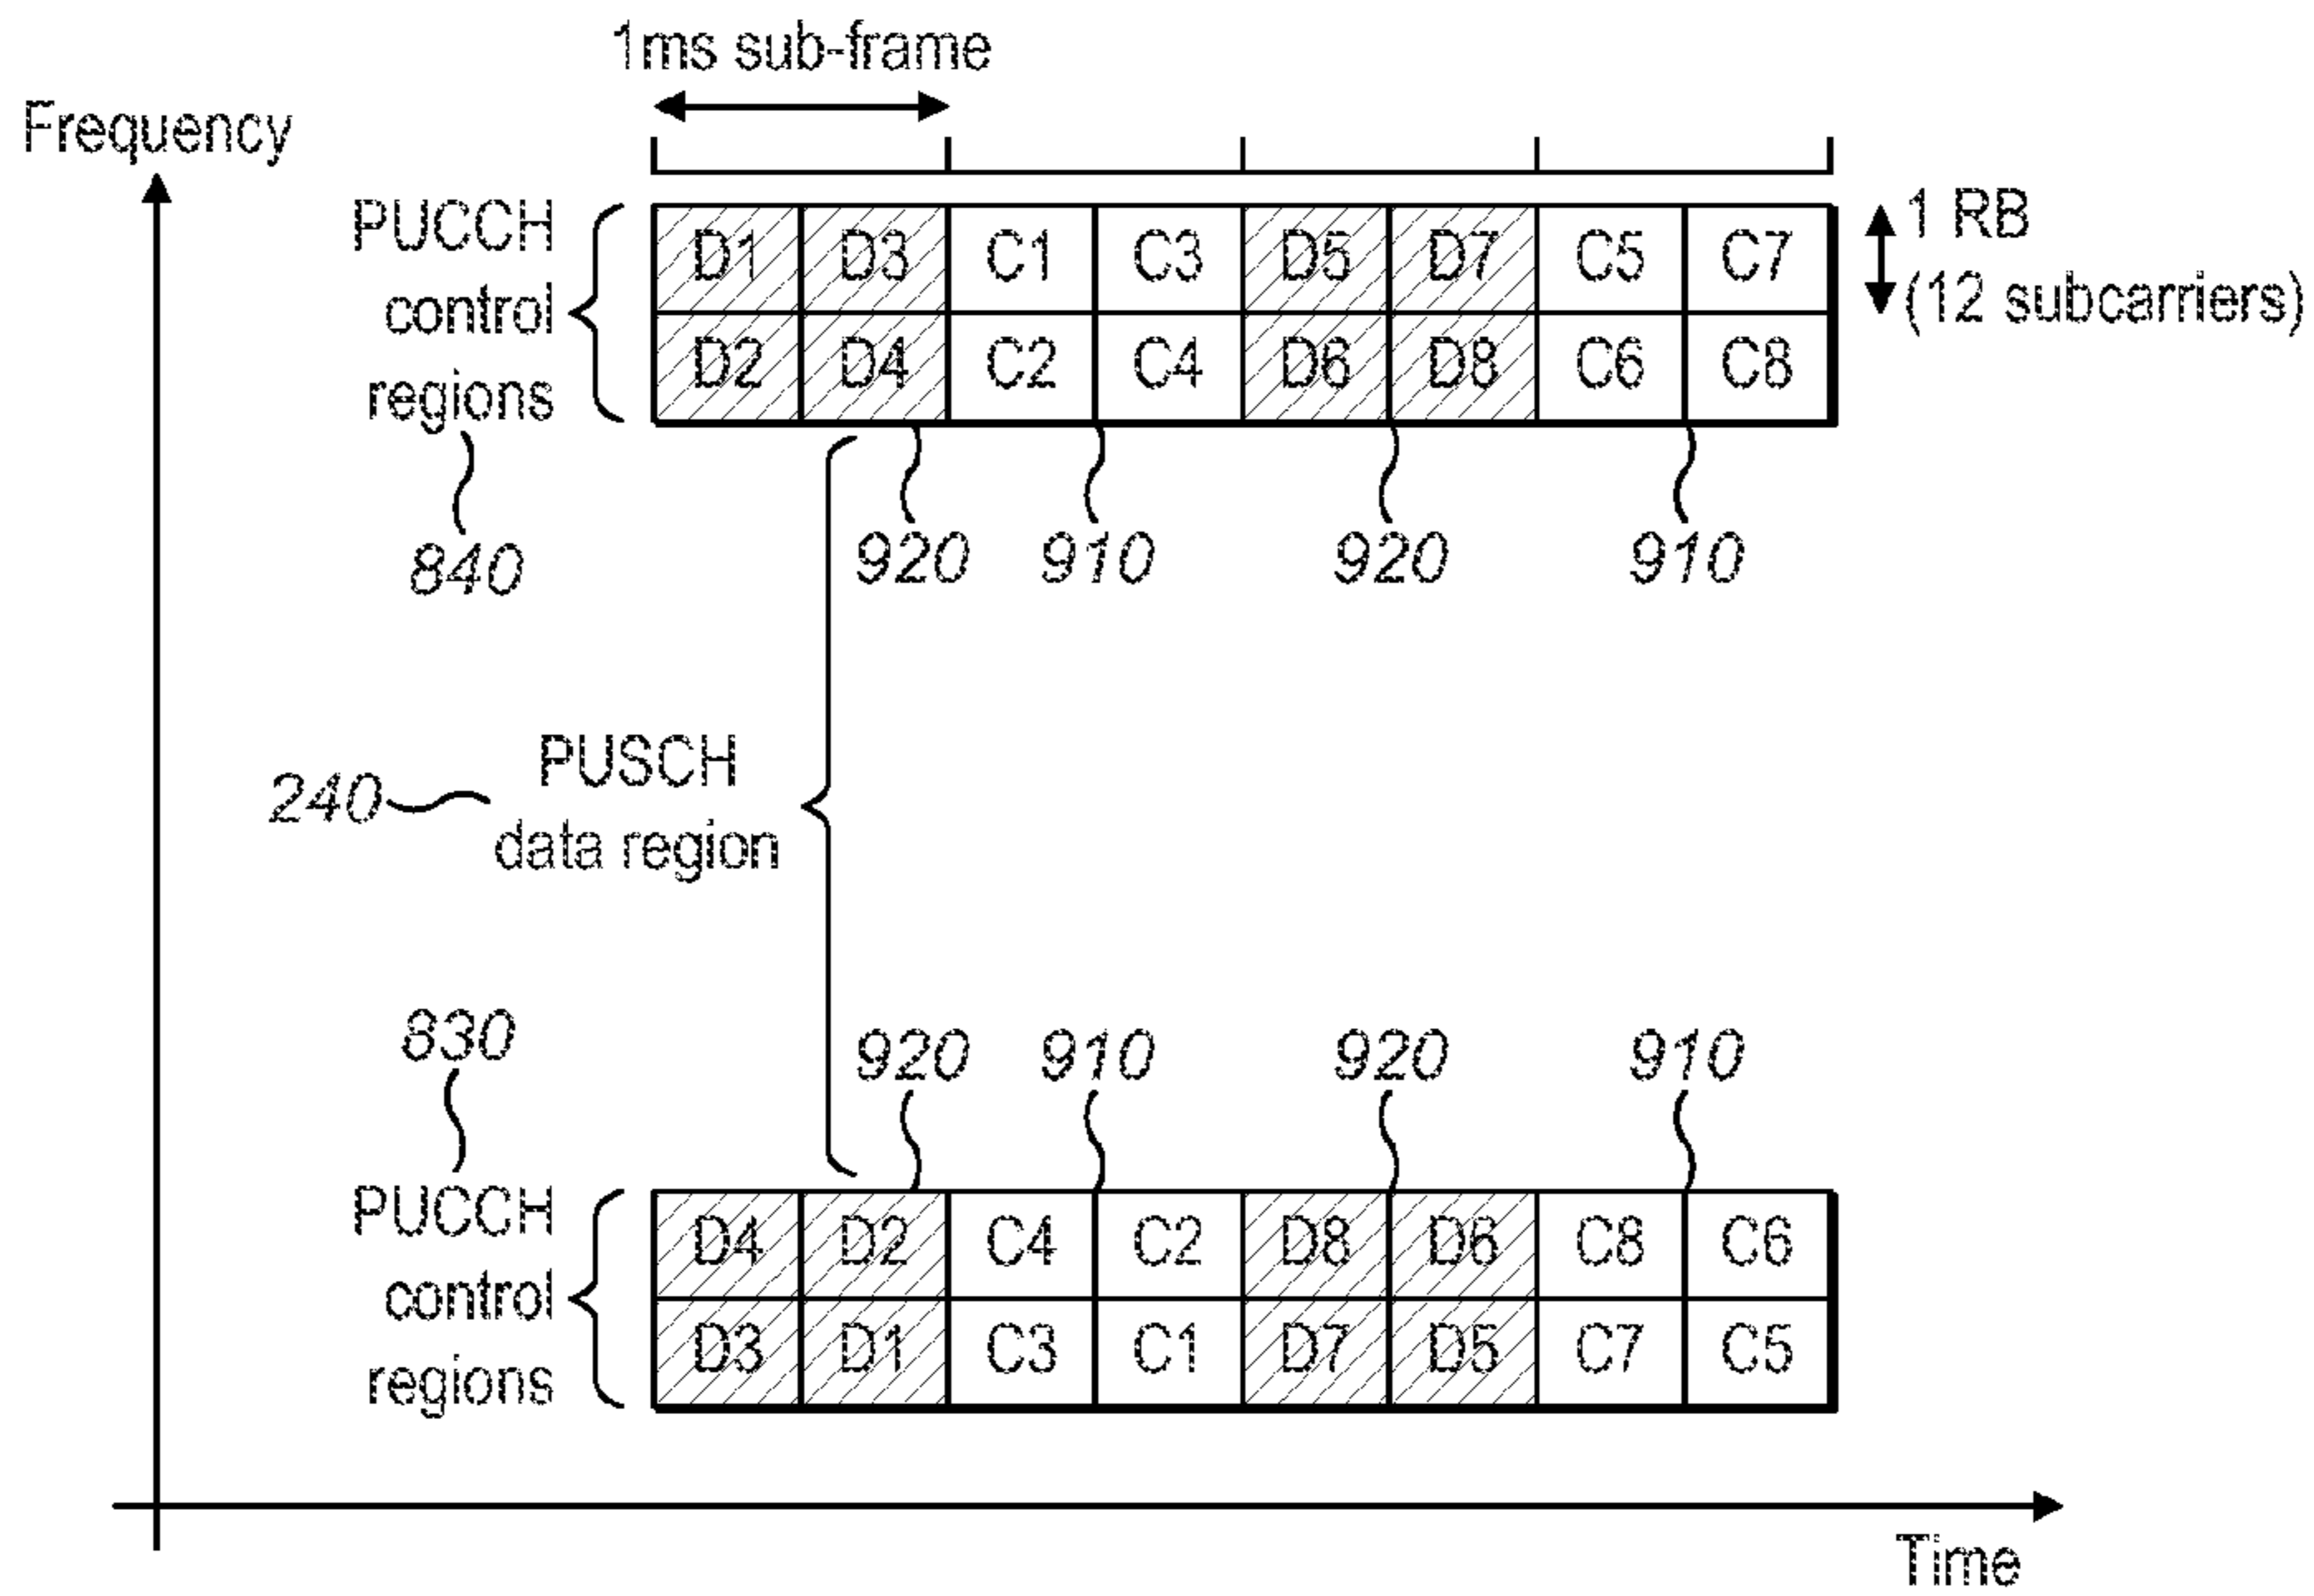 1ms sub-frame
Frequency
PUCCH
control
regions
D1 D3 C1 C3 D5 D7 C5 C7
D2 D4 C2 C4 D6 D8 C6 C8
1 RB
(12 subcarriers)
840
920 910 920 910
240
PUSCH
data region
830
920 910 920 910
PUCCH
control
regions
D4 D2 C4 C2 D8 D6 C8 C6
D3 D1 C3 C1 D7 D5 C7 C5
Time